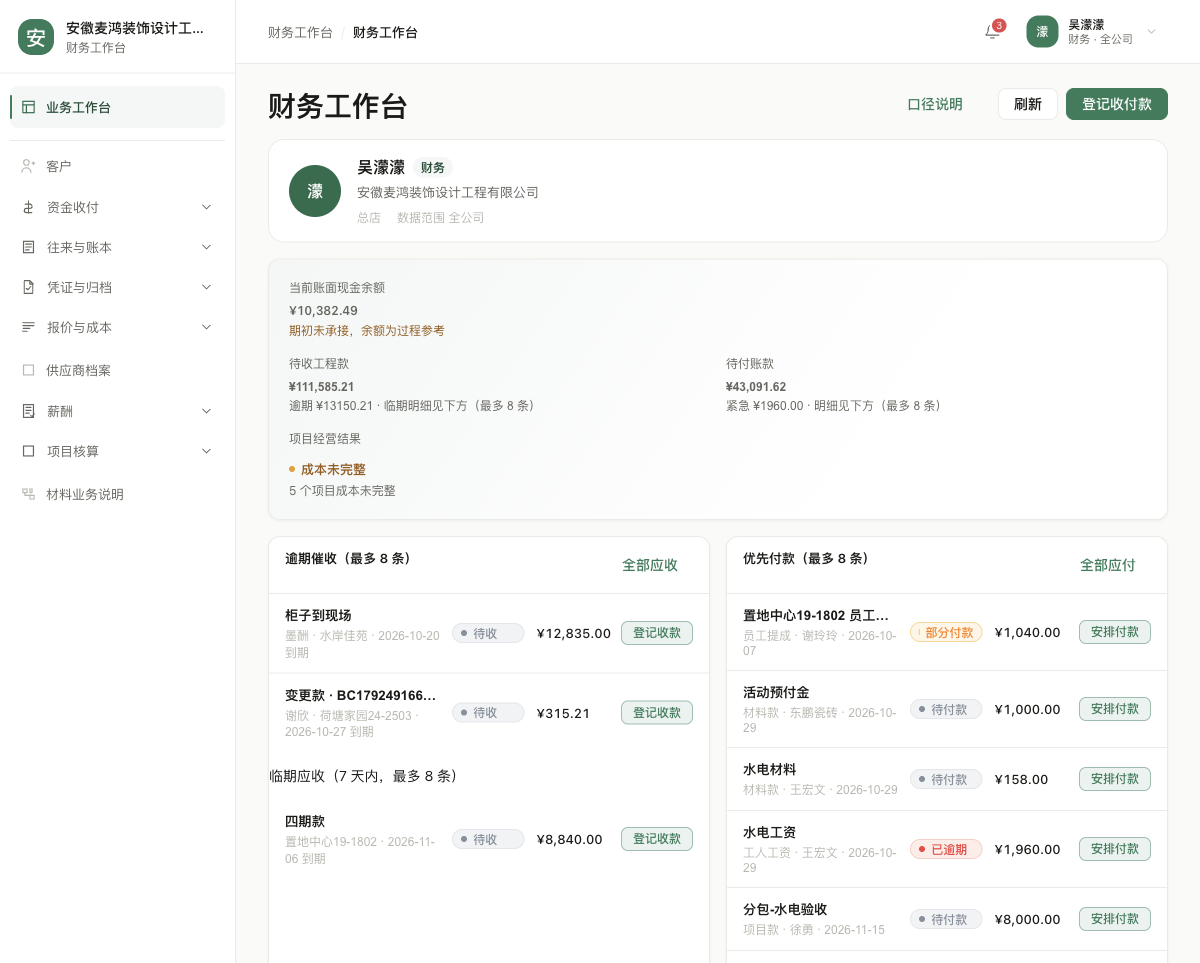 安
安徽麦鸿装饰设计工...
财务工作台
业务工作台
客户
资金收付
往来与账本
凭证与归档
报价与成本
供应商档案
薪酬
项目核算
材料业务说明
财务工作台 / 财务工作台
3
濛
吴濛濛
财务 · 全公司
财务工作台
口径说明
刷新
登记收付款
濛
吴濛濛 财务
安徽麦鸿装饰设计工程有限公司
总店 数据范围 全公司
当前账面现金余额
¥10,382.49
期初未承接，余额为过程参考
待收工程款
¥111,585.21
逾期 ¥13150.21 · 临期明细见下方（最多 8 条）
待付账款
¥43,091.62
紧急 ¥1960.00 · 明细见下方（最多 8 条）
项目经营结果
成本未完整
5 个项目成本未完整
逾期催收（最多 8 条）
全部应收
柜子到现场
墨酬 · 水岸佳苑 · 2026-10-20
到期
待收
¥12,835.00
登记收款
变更款 · BC179249166...
谢欣 · 荷塘家园24-2503 ·
2026-10-27 到期
待收
¥315.21
登记收款
临期应收（7 天内，最多 8 条）
四期款
置地中心19-1802 · 2026-11-
06 到期
待收
¥8,840.00
登记收款
优先付款（最多 8 条）
全部应付
置地中心19-1802 员工...
员工提成 · 谢玲玲 · 2026-10-
07
部分付款
¥1,040.00
安排付款
活动预付金
材料款 · 东鹏瓷砖 · 2026-10-
29
待付款
¥1,000.00
安排付款
水电材料
材料款 · 王宏文 · 2026-10-29
待付款
¥158.00
安排付款
水电工资
工人工资 · 王宏文 · 2026-10-
29
已逾期
¥1,960.00
安排付款
分包-水电验收
项目款 · 徐勇 · 2026-11-15
待付款
¥8,000.00
安排付款